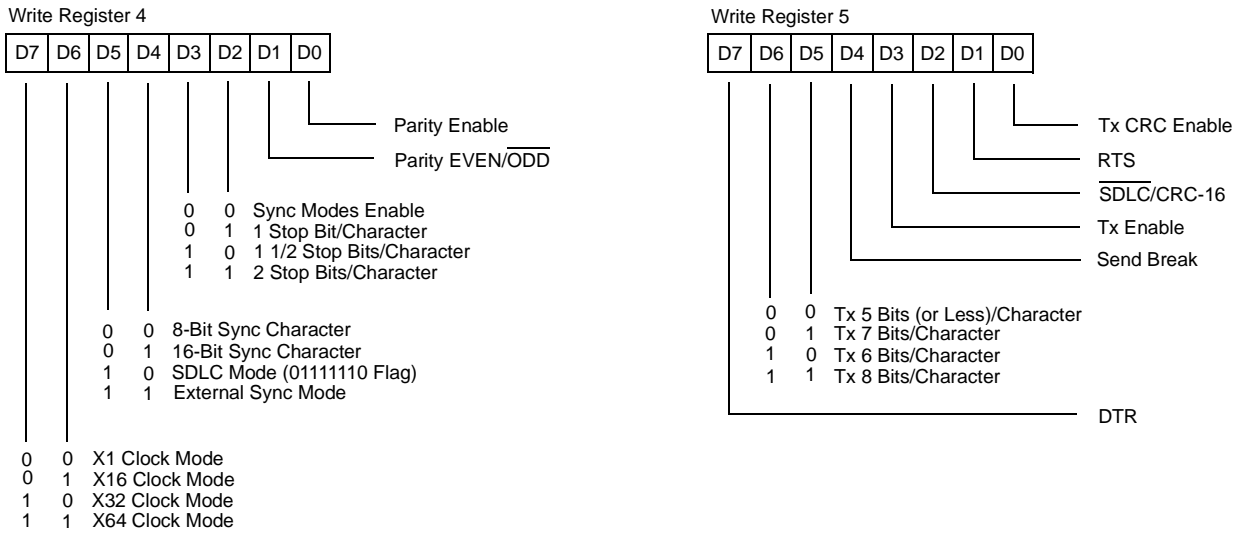 Write Register 4
D7 D6 D5 D4 D3 D2 D1 D0
Parity Enable
Parity EVEN/ODD
0 0 Sync Modes Enable
0 1 1 Stop Bit/Character
1 0 1 1/2 Stop Bits/Character
1 1 2 Stop Bits/Character
0 0 8-Bit Sync Character
0 1 16-Bit Sync Character
1 0 SDLC Mode (01111110 Flag)
1 1 External Sync Mode
0 0 X1 Clock Mode
0 1 X16 Clock Mode
1 0 X32 Clock Mode
1 1 X64 Clock Mode
Write Register 5
D7 D6 D5 D4 D3 D2 D1 D0
Tx CRC Enable
RTS
SDLC/CRC-16
Tx Enable
Send Break
0 0 Tx 5 Bits (or Less)/Character
0 1 Tx 7 Bits/Character
1 0 Tx 6 Bits/Character
1 1 Tx 8 Bits/Character
DTR